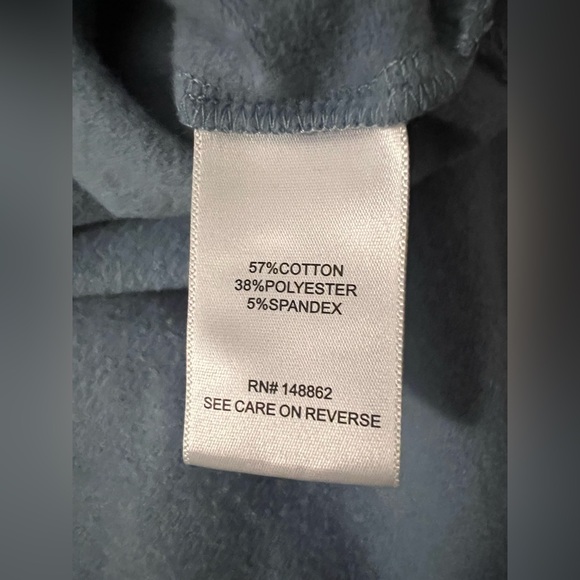 57%COTTON
38%POLYESTER
5%SPANDEX
RN# 148862
SEE CARE ON REVERSE